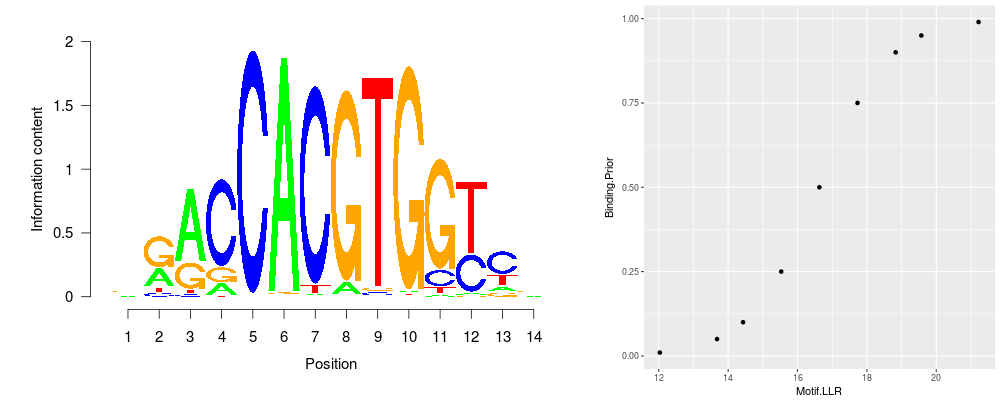 2
1.5
1
0.5
0
Information content
1 2 3 4 5 6 7 8 9 10 11 12 13 14
Position
G A T C
A G T C
C G A T
C
A
C T
G A
T
G
G C T
T C
C T A G
1.00
0.75
0.50
0.25
0.00
Binding.Prior
12 14 16 18 20
Motif.LLR